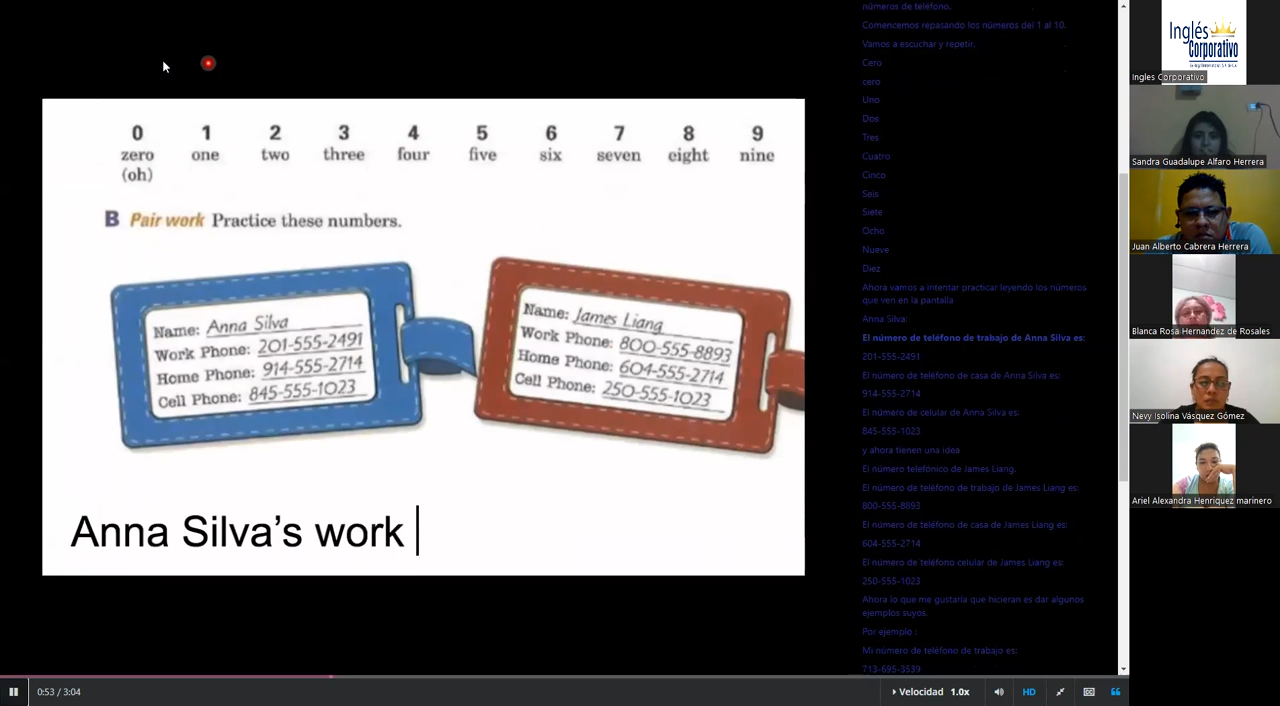 0 1 2 3 4 5 6 7 8 9
zero one two three four five six seven eight nine
(oh)
B Pair work Practice these numbers.
Name: Anna Silva
Work Phone: 201-555-2491
Home Phone: 914-555-2714
Cell Phone: 845-555-1023
Name: James Liang
Work Phone: 800-555-8893
Home Phone: 604-555-2714
Cell Phone: 250-555-1023
Anna Silva's work
0:53 / 3:04
Velocidad 1.0x
HD
números de teléfono.
Comencemos repasando los números del 1 al 10.
Vamos a escuchar y repetir.
Cero
cero
Uno
Dos
Tres
Cuatro
Cinco
Seis
Siete
Ocho
Nueve
Diez
Ahora vamos a intentar practicar leyendo los números
que ven en la pantalla
Anna Silva:
El número de teléfono de trabajo de Anna Silva es:
201-555-2491
El número de teléfono de casa de Anna Silva es:
914-555-2714
El número de celular de Anna Silva es:
845-555-1023
y ahora tienen una idea
El número telefónico de James Liang.
El número de teléfono de trabajo de James Liang es:
800-555-8893
El número de teléfono de casa de James Liang es:
604-555-2714
El número de teléfono celular de James Liang es:
250-555-1023
Ahora lo que me gustaría que hicieran es dar algunos
ejemplos suyos.
Por ejemplo :
Mi número de teléfono de trabajo es:
713-695-3539
Inglés
Corporativo
Ingles Corporativo
Sandra Guadalupe Alfaro Herrera
Juan Alberto Cabrera Herrera
Blanca Rosa Hernandez de Rosales
Nevy Isolina Vásquez Gómez
Ariel Alexandra Henriquez marinero